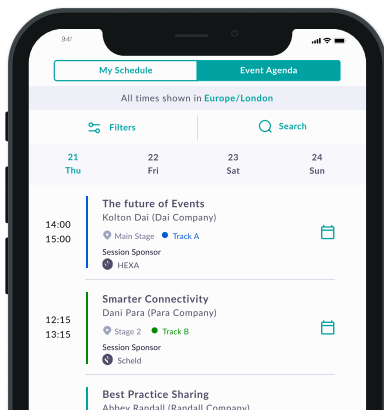 9:41
My Schedule
Event Agenda
All times shown in Europe/London
Filters
Search
21 22 23 24
Thu Fri Sat Sun
14:00
15:00
The future of Events
Kolton Dai (Dai Company)
Main Stage Track A
Session Sponsor
HEXA
12:15
13:15
Smarter Connectivity
Dani Para (Para Company)
Stage 2 Track B
Session Sponsor
Scheld
Best Practice Sharing
Abbey Randall (Randall Company)